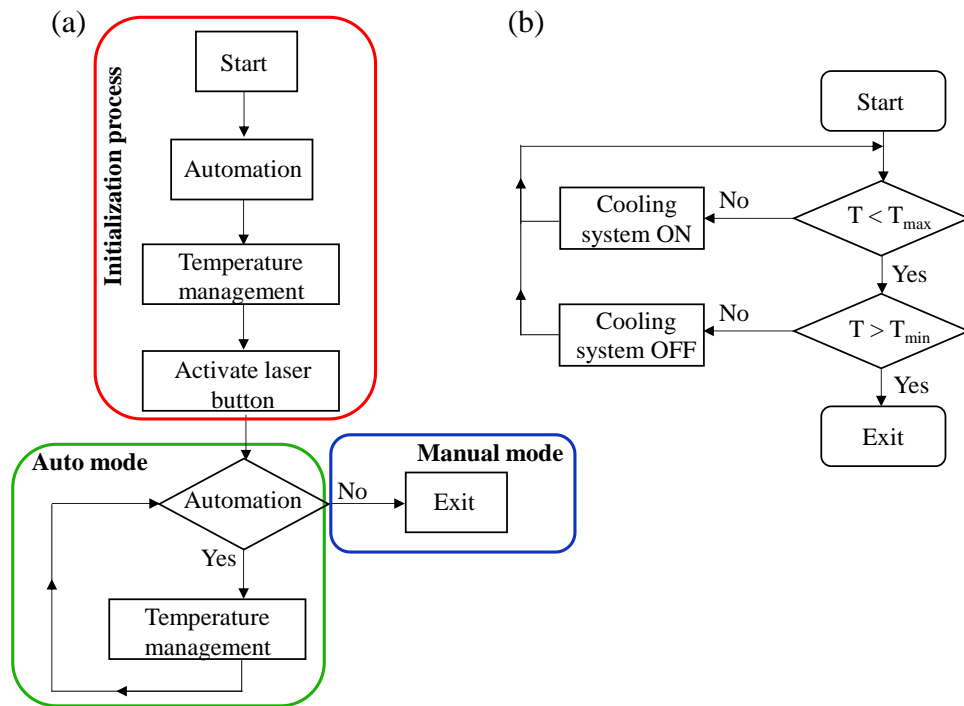 (a)
Initialization process
Start
Automation
Temperature
management
Activate laser
button
Auto mode
Automation
Yes
Temperature
management
No
Manual mode
Exit
(b)
Start
T < Tmax
No
Cooling
system ON
Yes
T > Tmin
No
Cooling
system OFF
Yes
Exit